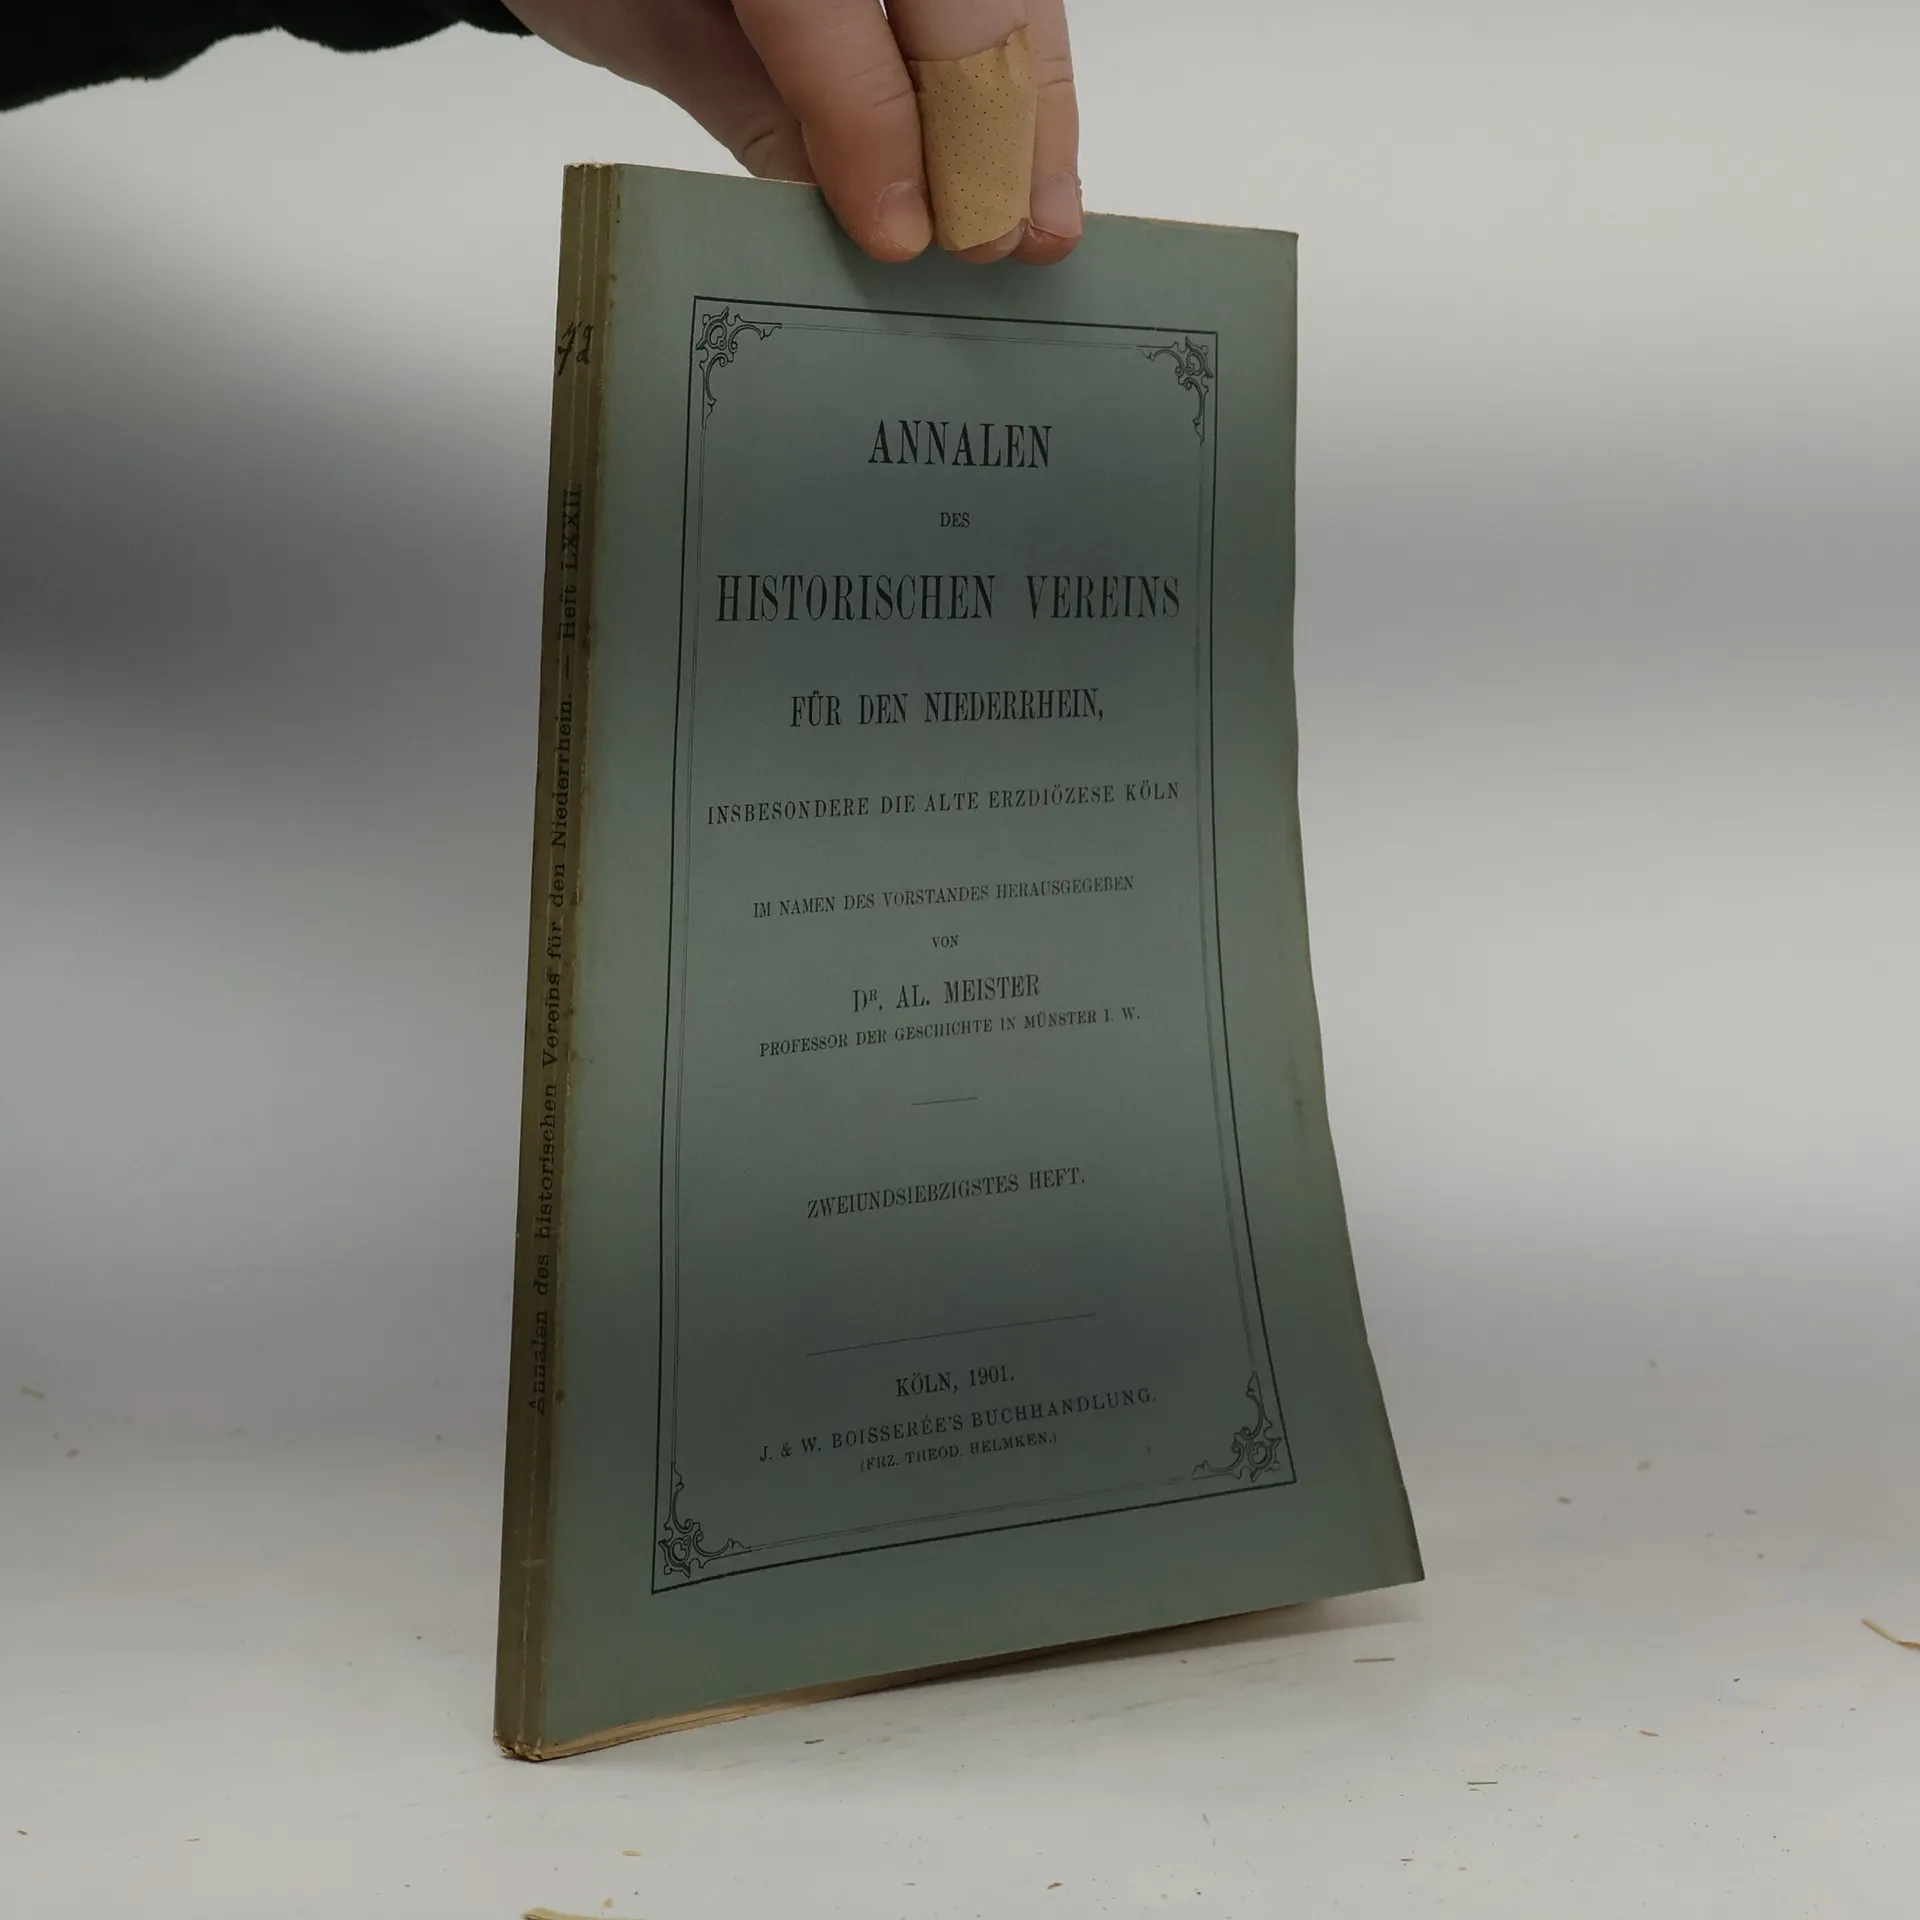 72
Annalen des historischen Vereins für den Niederrhein. — Heft LXXII.
ANNALEN
DES
HISTORISCHEN VEREINS
FÜR DEN NIEDERRHEIN,
INSBESONDERE DIE ALTE ERZDIÖZESE KÖLN
IM NAMEN DES VORSTANDES HERAUSGEGEBEN
VON
DR. AL. MEISTER
PROFESSOR DER GESCHICHTE IN MÜNSTER I. W.
ZWEIUNDSIEBZIGSTES HEFT.
KÖLN, 1901.
J. & W. BOISSERÉE'S BUCHHANDLUNG.
(FRZ. THEOD. HELMKEN.)